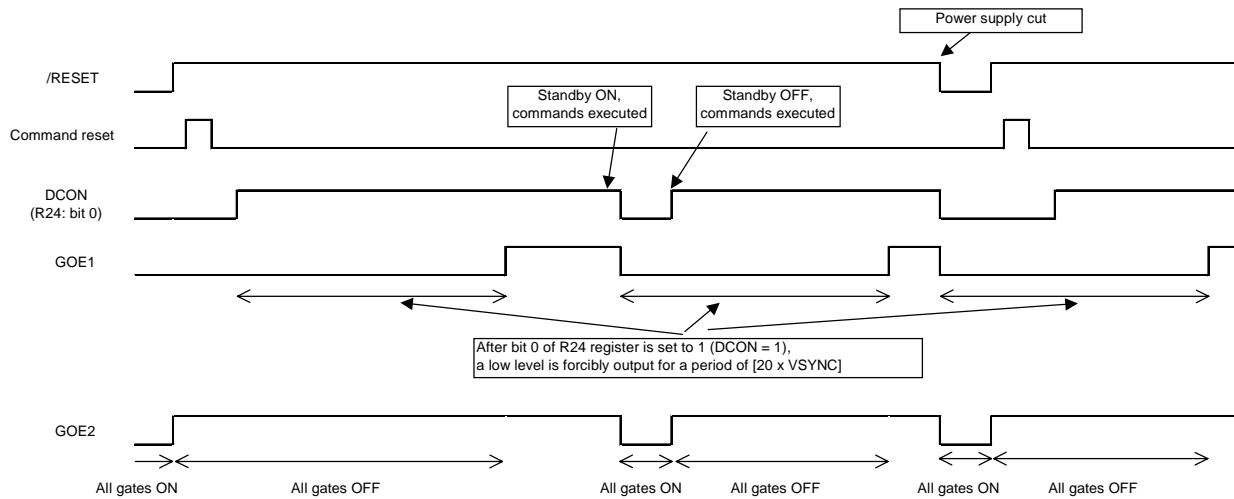 Power supply cut
/RESET
Standby ON,
commands executed
Standby OFF,
commands executed
Command reset
DCON
(R24: bit 0)
GOE1
After bit 0 of R24 register is set to 1 (DCON = 1),
a low level is forcibly output for a period of [20 x VSYNC]
GOE2
All gates ON
All gates OFF
All gates ON
All gates OFF
All gates ON
All gates OFF